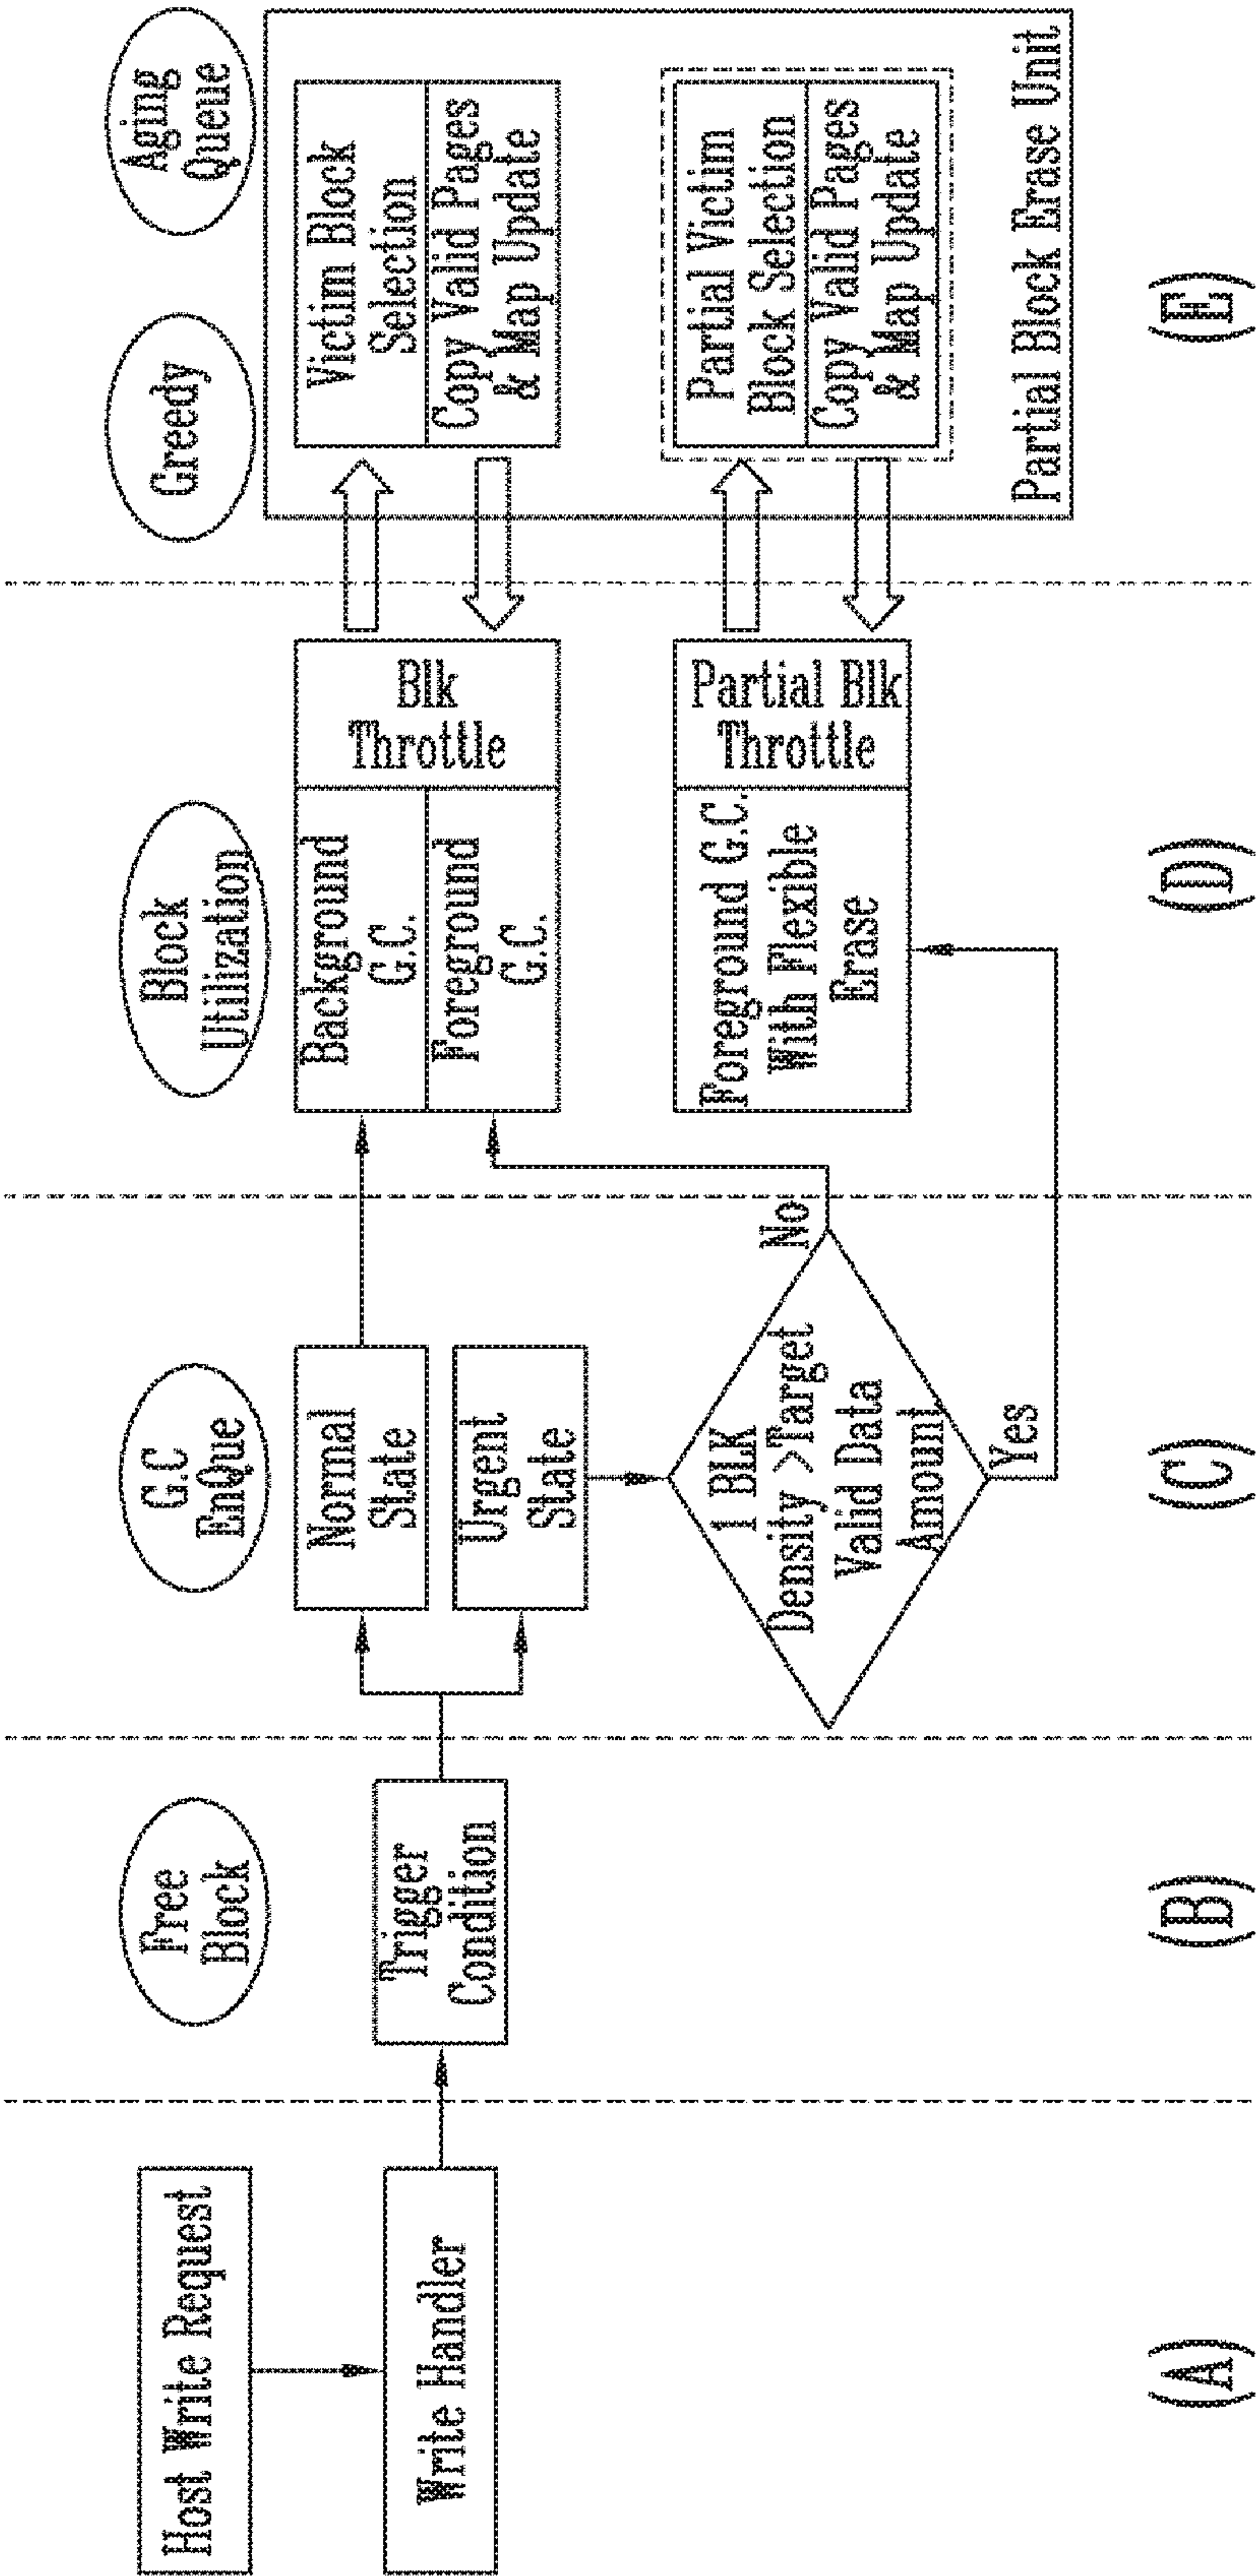 Host Write Request
Write Handler
(A)
Free
Block
Trigger
Condition
(B)
G.C
EnQue
Normal
State
Urgent
State
1 BLK
Density >Target
Valid Data
Amount
No
Yes
(C)
Block
Utilization
Background
G.C.
Foreground
G.C.
Blk
Throttle
Foreground G.C.
With Flexible
Erase
Partial Blk
Throttle
(D)
Greedy
Aging
Queue
Victim Block
Selection
Copy Valid Pages
& Map Update
Partial Victim
Block Selection
Copy Valid Pages
& Map Update
Partial Block Erase Unit
(E)